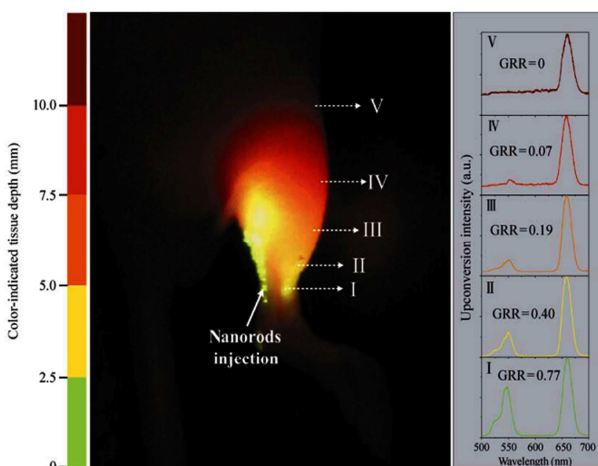 Color-indicated tissue depth (mm)
10.0
7.5
5.0
2.5
0
V
IV
III
II
I
Nanorods
injection
Upconversion intensity (a.u.)
V
GRR=0
IV
GRR=0.07
III
GRR=0.19
II
GRR=0.40
I
GRR=0.77
500 550 600 650 700
Wavelength (nm)